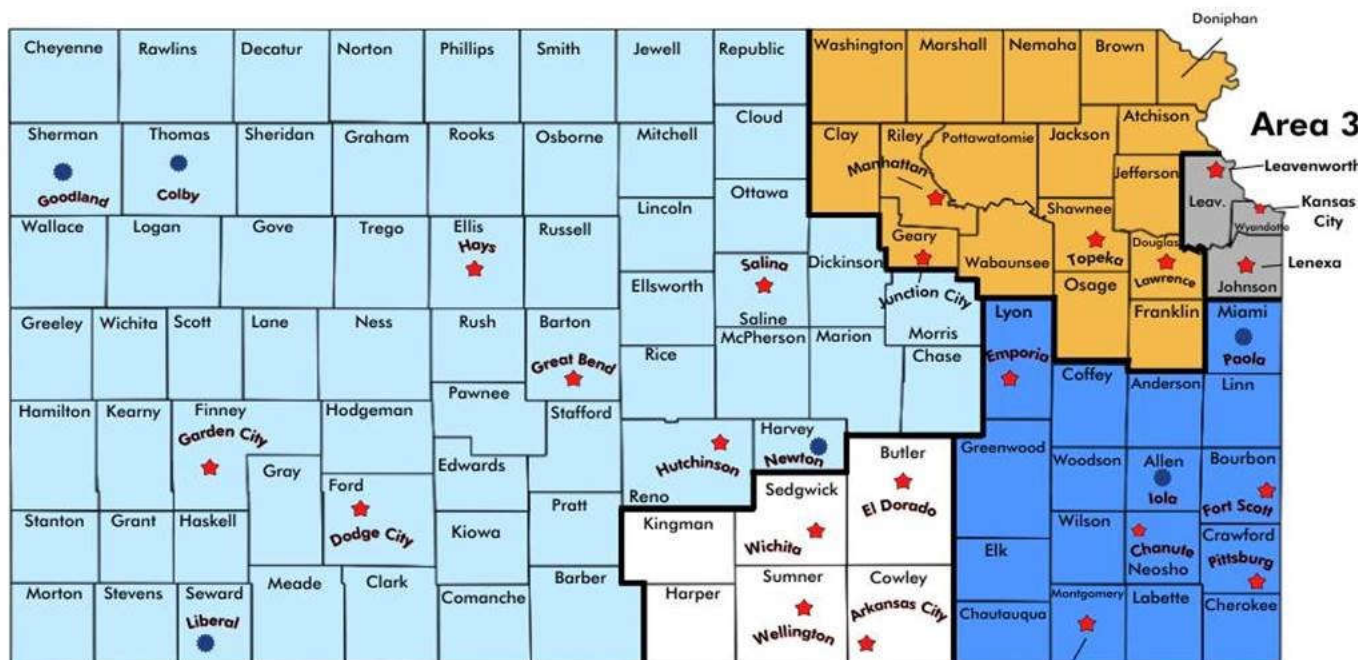 Doniphan
Cheyenne Rawlins Decatur Norton Phillips Smith Jewell Republic Washington Marshall Nemaha Brown
Area 3
Cloud
Atchison
Sherman Thomas Sheridan Graham Rooks Osborne Mitchell Clay Riley Pottawatomie Jackson
Manhattan
Leavenworth
Jefferson
Goodland Colby
Ottawa
Leav.
Kansas
City
Lincoln
Shawnee
Wallace Logan Gove Trego Ellis Russell
Wyandotte
Hays
Geary
Douglas
Topeka
Salina
Dickinson
Wabaunsee
Lawrence
Lenexa
Ellsworth
Osage
Johnson
Junction City
Saline
Lyon
Franklin
Miami
Greeley Wichita Scott Lane Ness Rush Barton
McPherson Marion
Morris
Rice
Chase
Emporia
Paola
Great Bend
Coffey
Anderson Linn
Pawnee
Hamilton Kearny Finney Hodgeman Stafford
Garden City
Harvey
Greenwood
Butler
Newton
Hutchinson
Woodson
Allen
Bourbon
Gray
Edwards
Ford
Sedgwick
Iola
Reno
El Dorado
Fort Scott
Pratt
Stanton Grant Haskell
Kingman
Wilson
Kiowa
Dodge City
Crawford
Wichita
Chanute
Elk
Neosho
Pittsburg
Meade Clark Barber
Sumner Cowley
Morton Stevens Seward
Comanche
Harper
Montgomery
Labette
Cherokee
Chautauqua
Arkansas City
Liberal
Wellington